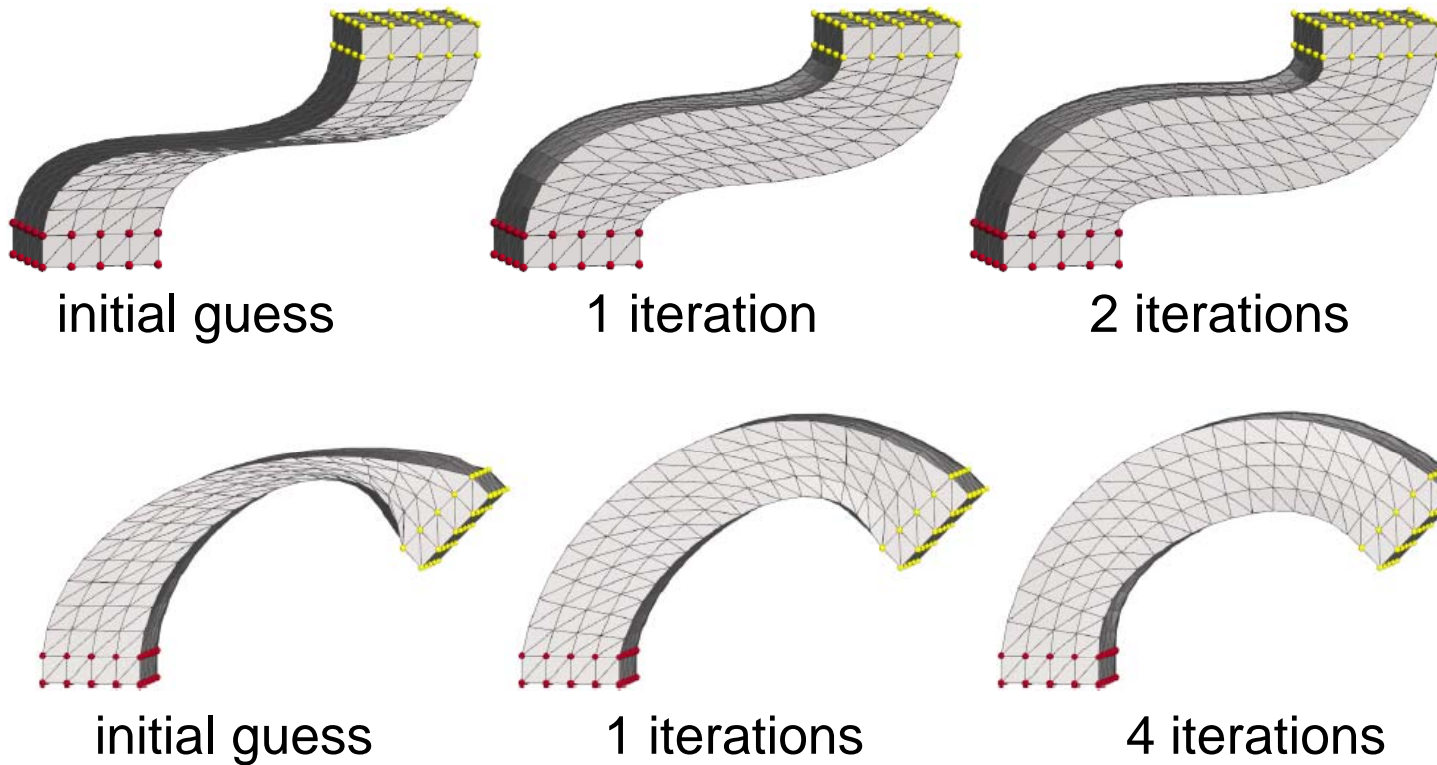 initial guess
1 iteration
2 iterations
initial guess
1 iterations
4 iterations